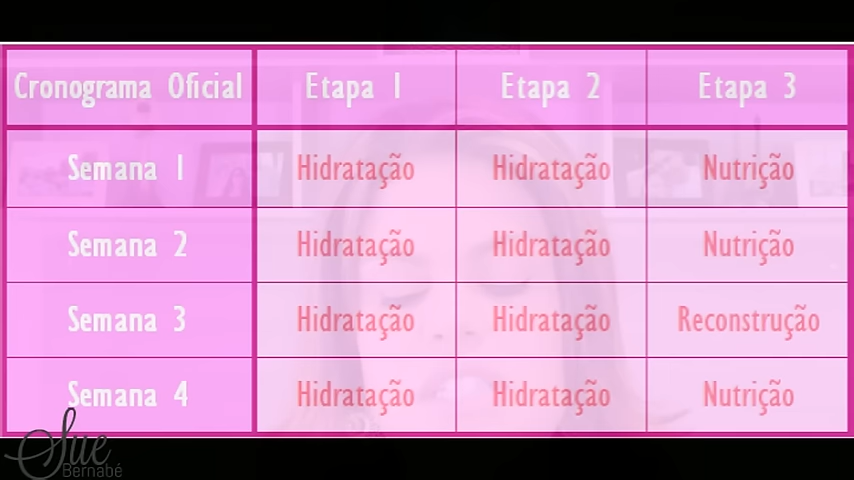 Cronograma Oficial Etapa 1 Etapa 2 Etapa 3
Semana 1 Hidratação Hidratação Nutrição
Semana 2 Hidratação Hidratação Nutrição
Semana 3 Hidratação Hidratação Reconstrução
Semana 4 Hidratação Hidratação Nutrição
Sue
Bernabé